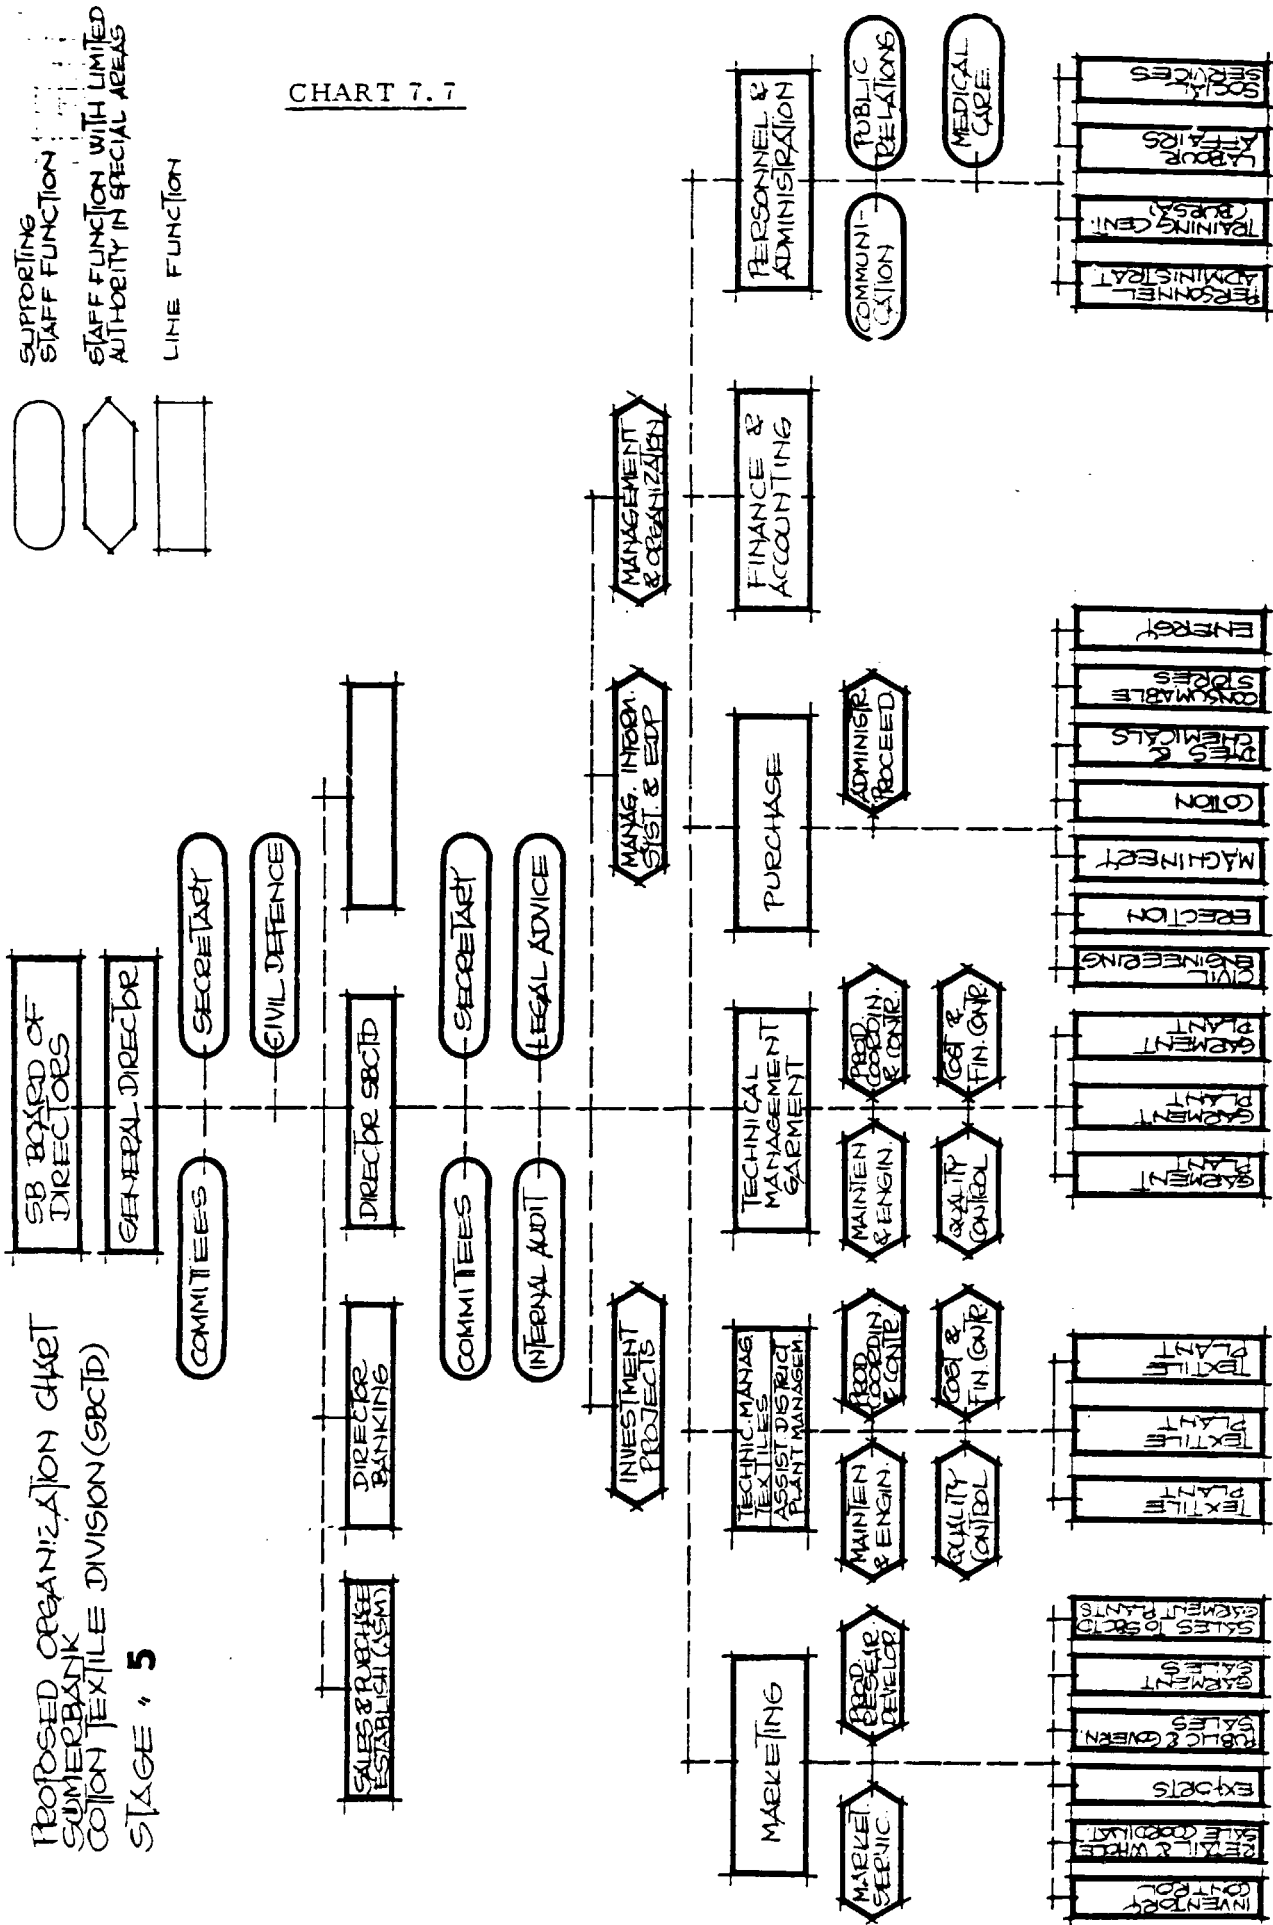 CHART 7.7
PROPOSED ORGANIZATION CHART
SUMERBANK
COTTON TEXTILE DIVISION (SBCTD)
STAGE : 5
SUPPORTING
STAFF FUNCTION
STAFF FUNCTION WITH LIMITED
AUTHORITY IN SPECIAL AREAS
LINE FUNCTION
SB BOARD OF
DIRECTORS
GENERAL DIRECTOR
COMMITTEES
SECRETARY
CIVIL DEFENCE
SALES & PURCHASE
ESTABLISH (ASM)
DIRECTOR
BANKING
DIRECTOR SBCTD
COMMITTEES
SECRETARY
INTERNAL AUDIT
LEGAL ADVICE
INVESTMENT
PROJECTS
MANAG. INFORM.
SYST. & EDP
MANAGEMENT
& ORGANIZATION
MARKETING
TECHNIC. MANAG.
TEXTILES
ASSIST DISTRICT
PLANT MANAGEM.
TECHNICAL
MANAGEMENT
GARMENT
PURCHASE
FINANCE &
ACCOUNTING
PERSONNEL &
ADMINISTRATION
MARKET.
SERVIC.
PROD.
RESEAR.
DEVELOP.
MAINTEN
& ENGIN.
PROD.
COORDIN.
& CONTR.
QUALITY
CONTROL
COST &
FIN. CONTR.
MAINTEN
& ENGIN.
PROD.
COORDIN.
& CONTR.
QUALITY
CONTROL
COST &
FIN. CONTR.
ADMINISTR.
PROCEED.
COMMUNI-
CATION
PUBLIC
RELATIONS
MEDICAL
CARE
INVENTORY
CONTROL
RETAIL & WHOLE
SALE COORDINAT.
EXPORTS
PUBLIC & GOVERN.
SALES
GARMENT
SALES
SALES TO SBCTD
GARMENT PLANTS
TEXTILE
PLANT
TEXTILE
PLANT
TEXTILE
PLANT
GARMENT
PLANT
GARMENT
PLANT
GARMENT
PLANT
CIVIL
ENGINEERING
ERECTION
MACHINERY
COTTON
DYES &
CHEMICALS
CONSUMABLE
STORES
ENERGY
PERSONNEL
ADMINISTRAT.
TRAINING CENT.
(BURSA)
LABOUR
AFFAIRS
SOCIAL
SERVICES